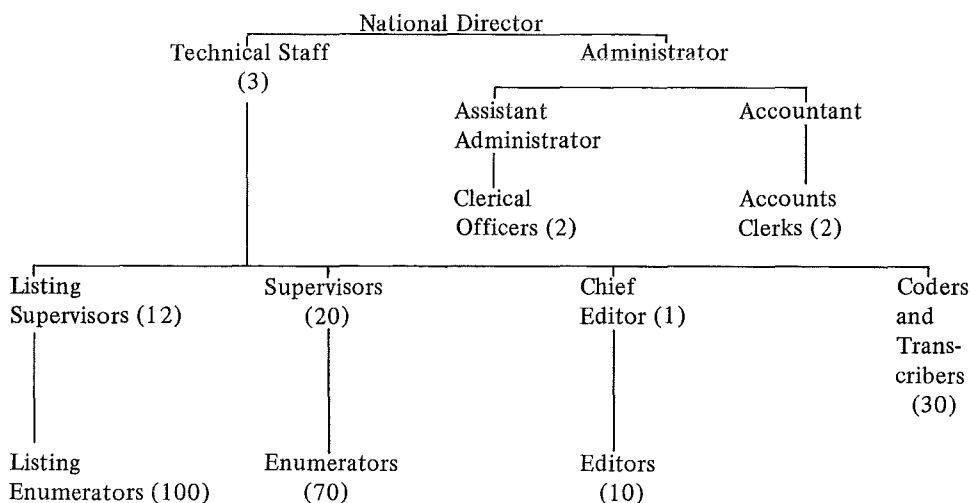 National Director
Technical Staff
(3)
Administrator
Assistant
Administrator
Accountant
Clerical
Officers (2)
Accounts
Clerks (2)
Listing
Supervisors (12)
Supervisors
(20)
Chief
Editor (1)
Coders
and
Trans-
cribers
(30)
Listing
Enumerators (100)
Enumerators
(70)
Editors
(10)